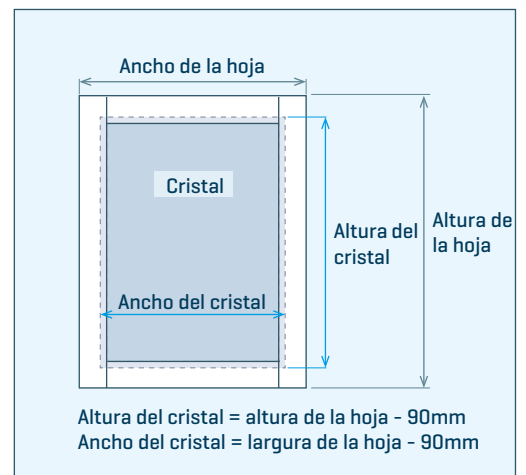 Ancho de la hoja
Cristal
Altura del
cristal
Altura de
la hoja
Ancho del cristal
Altura del cristal = altura de la hoja - 90mm
Ancho del cristal = largura de la hoja - 90mm